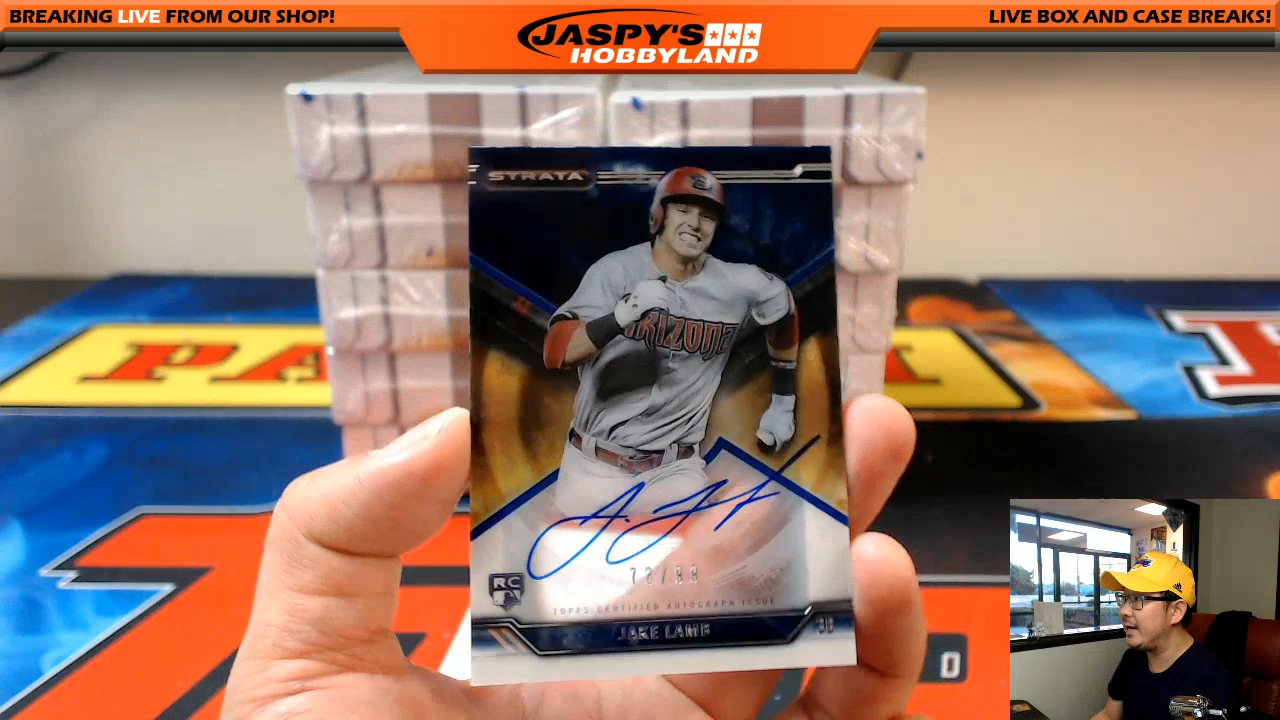 BREAKING LIVE FROM OUR SHOP!
JASPY'S
HOBBYLAND
LIVE BOX AND CASE BREAKS!
STRATA
ARIZONA
RC
TOPPS CERTIFIED AUTOGRAPH ISSUE
JAKE LAMB
3B